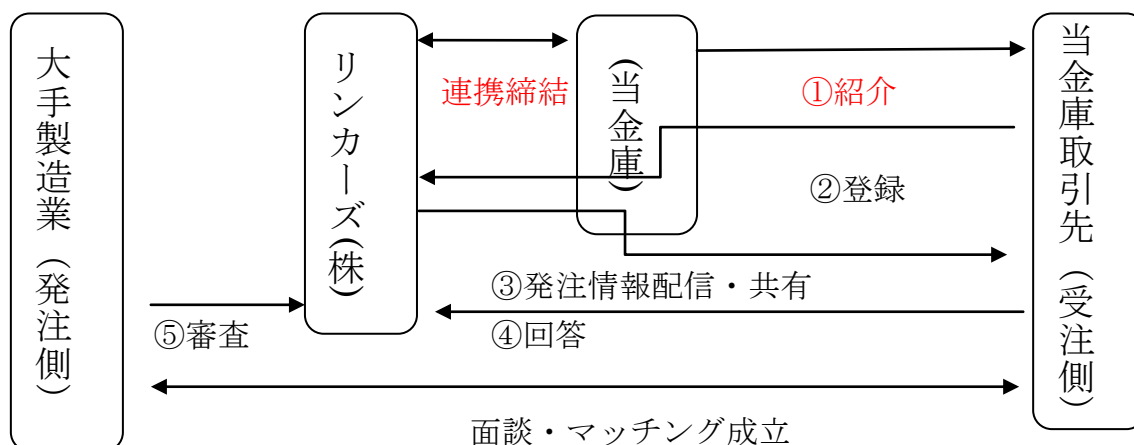 大手製造業（発注側）
リンカーズ(株)
連携締結
(当金庫)
①紹介
②登録
③発注情報配信・共有
④回答
⑤審査
当金庫取引先（受注側）
面談・マッチング成立